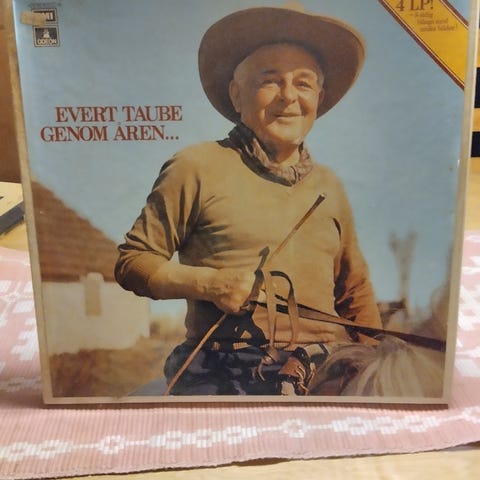 EMI
ODEON
4 LP!
EVERT TAUBE
GENOM ÅREN...